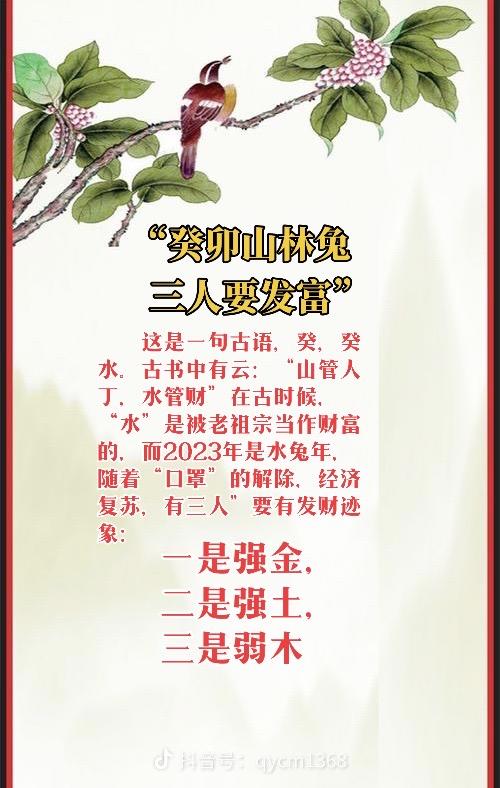 “癸卯山林兔
三人要发富”
这是一句古语，癸，癸
水。古书中有云：“山管人
丁，水管财”在古时候，
“水”是被老祖宗当作财富
的，而2023年是水兔年，
随着“口罩”的解除，经济
复苏，有三人”要有发财迹
象：
一是强金，
二是强土，
三是弱木
抖音号：qycm1368